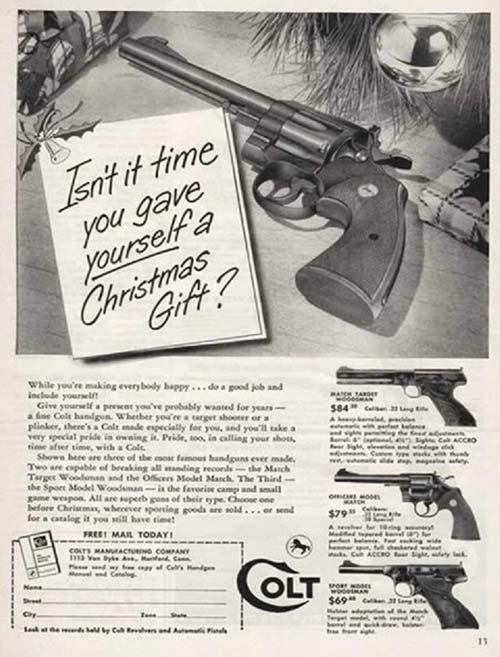 Isn't it time
you gave
yourself a
Christmas
Gift?
While you're making everybody happy ... do a good job and
include yourself!
Give yourself a present you've probably wanted for years —
a fine Colt handgun. Whether you're a target shooter or a
plinker, there's a Colt made especially for you, and you'll take a
very special pride in owning it. Pride, too, in calling your shots,
time after time, with a Colt.
Shown here are three of the most famous handguns ever made.
Two are capable of breaking all standing records — the Match
Target Woodsman and the Officers Model Match. The Third —
the Sport Model Woodsman — is the favorite camp and small
game weapon. All are superb guns of their type. Choose one
before Christmas, wherever sporting goods are sold ... or send
for a catalog if you still have time!
FREE! MAIL TODAY!
COLT'S MANUFACTURING COMPANY
Van Dyke Ave., Hartford, Conn.
Please send my free copy of Colt's Handgun
Manual and Catalog.
Name
Street
City Zone State
Look at the records held by Colt Revolvers and Automatic Pistols
COLT
MATCH TARGET
WOODSMAN
$84 Caliber: .22 Long Rifle
A heavy barreled, precision
automatic with perfect balance
and sights permitting the finest adjustments.
Barrel: 6" (optional, 4½"). Sights: Colt ACCRO
Rear Sight, elevation and windage click
adjustments. Custom type stocks with thumb
rest, automatic slide stop, magazine safety.
OFFICERS MODEL
MATCH
$79 Calibers:
.22 Long Rifle
.38 Special
A revolver for 10-ring accuracy!
Modified tapered barrel (6") for
perfect balance. Fast cocking wide
hammer spur, full checkered walnut
stocks. Colt ACCRO Rear Sight, safety lock.
SPORT MODEL
WOODSMAN
$69 Caliber: .22 Long Rifle
Holster adaptation of the Match
Target model, with round 4½"
barrel and quick-draw, holster-
free front sight.
13